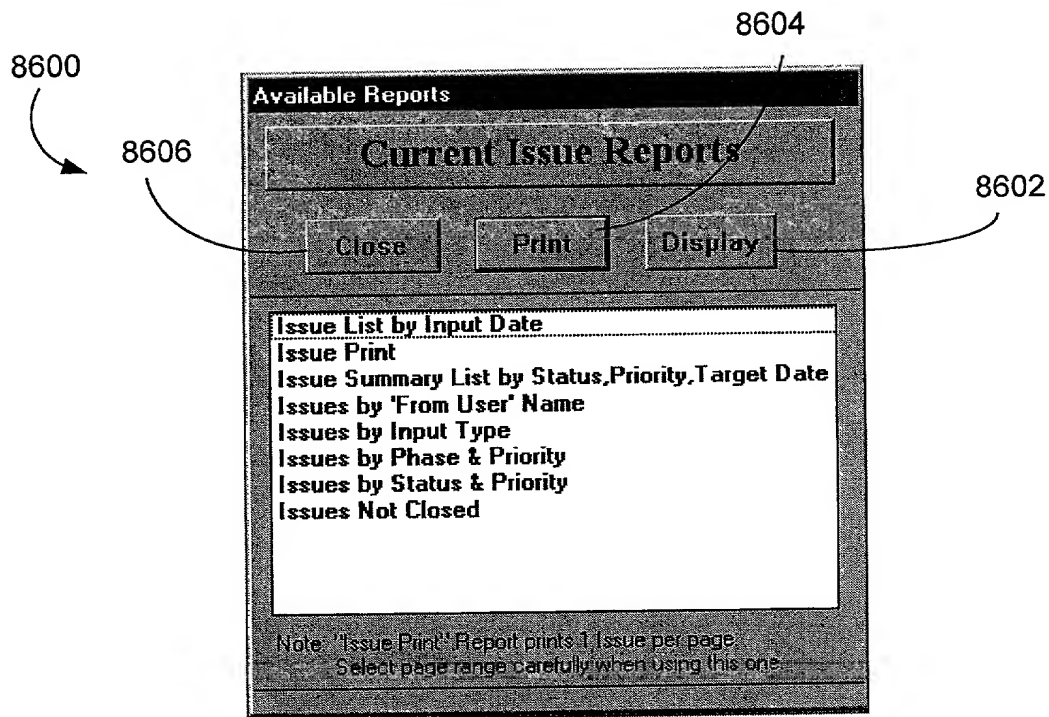 8604
8600
Available Reports
Current Issue Reports
8606
8602
Close
Print
Display
Issue List by Input Date
Issue Print
Issue Summary List by Status,Priority,Target Date
Issues by 'From User' Name
Issues by Input Type
Issues by Phase & Priority
Issues by Status & Priority
Issues Not Closed
Note: "Issue Print" Report prints 1 Issue per page
Select page range carefully when using this one